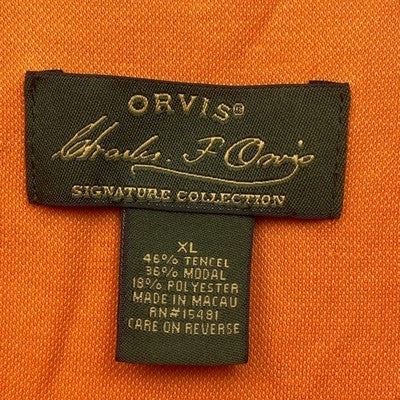 ORVIS®
Charles F Orvis
SIGNATURE COLLECTION
XL
46% TENCEL
36% MODAL
18% POLYESTER
MADE IN MACAU
RN#15481
CARE ON REVERSE